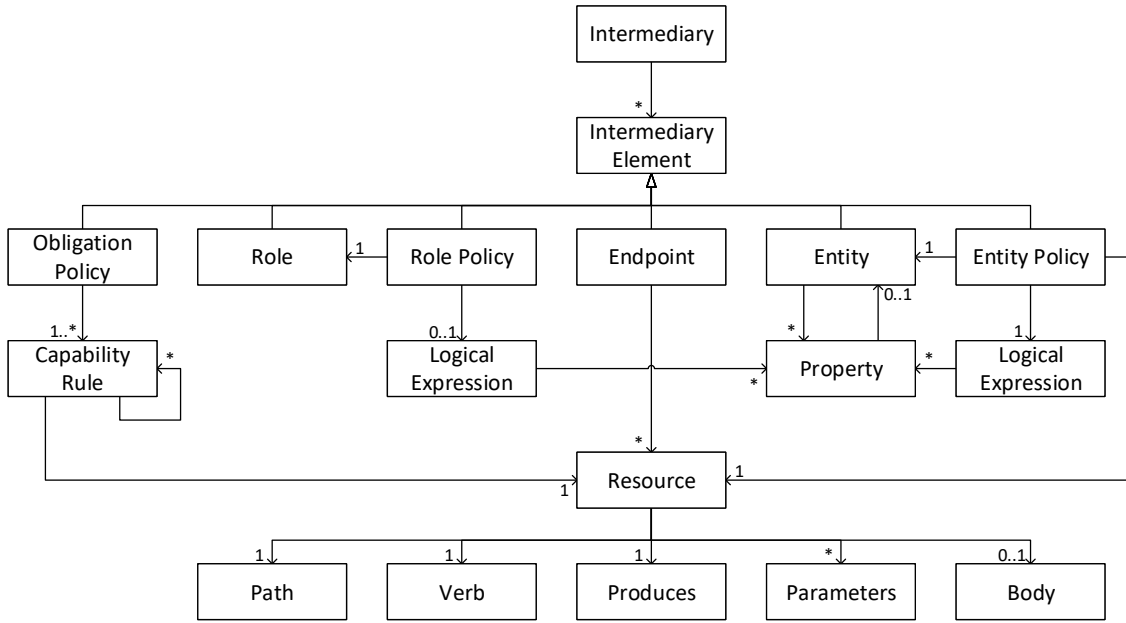 Intermediary
*
Intermediary
Element
Obligation
Policy
Role
1
Role Policy
Endpoint
Entity
1
Entity Policy
0..1
1..*
0..1
*
1
Capability
Rule
*
Logical
Expression
*
Property
*
Logical
Expression
*
Resource
1
1
1
1
1
*
0..1
Path
Verb
Produces
Parameters
Body